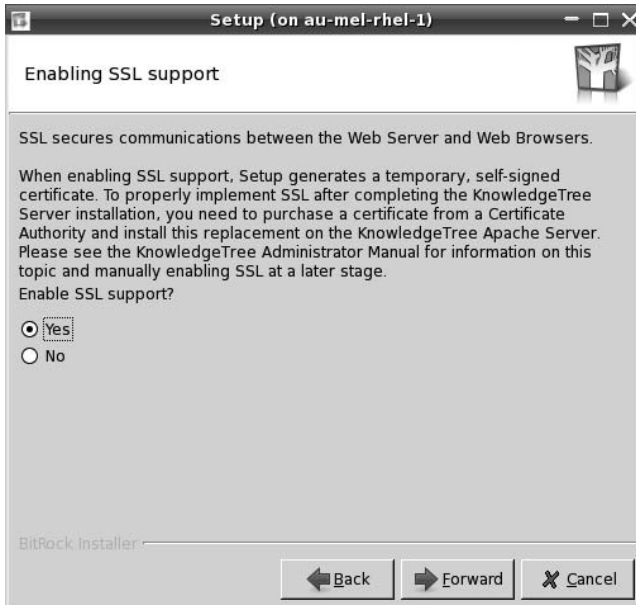 Setup (on au-mel-rhel-1)
Enabling SSL support
SSL secures communications between the Web Server and Web Browsers.
When enabling SSL support, Setup generates a temporary, self-signed
certificate. To properly implement SSL after completing the KnowledgeTree
Server installation, you need to purchase a certificate from a Certificate
Authority and install this replacement on the KnowledgeTree Apache Server.
Please see the KnowledgeTree Administrator Manual for information on this
topic and manually enabling SSL at a later stage.
Enable SSL support?
Yes
No
BitRock Installer
Back
Forward
Cancel